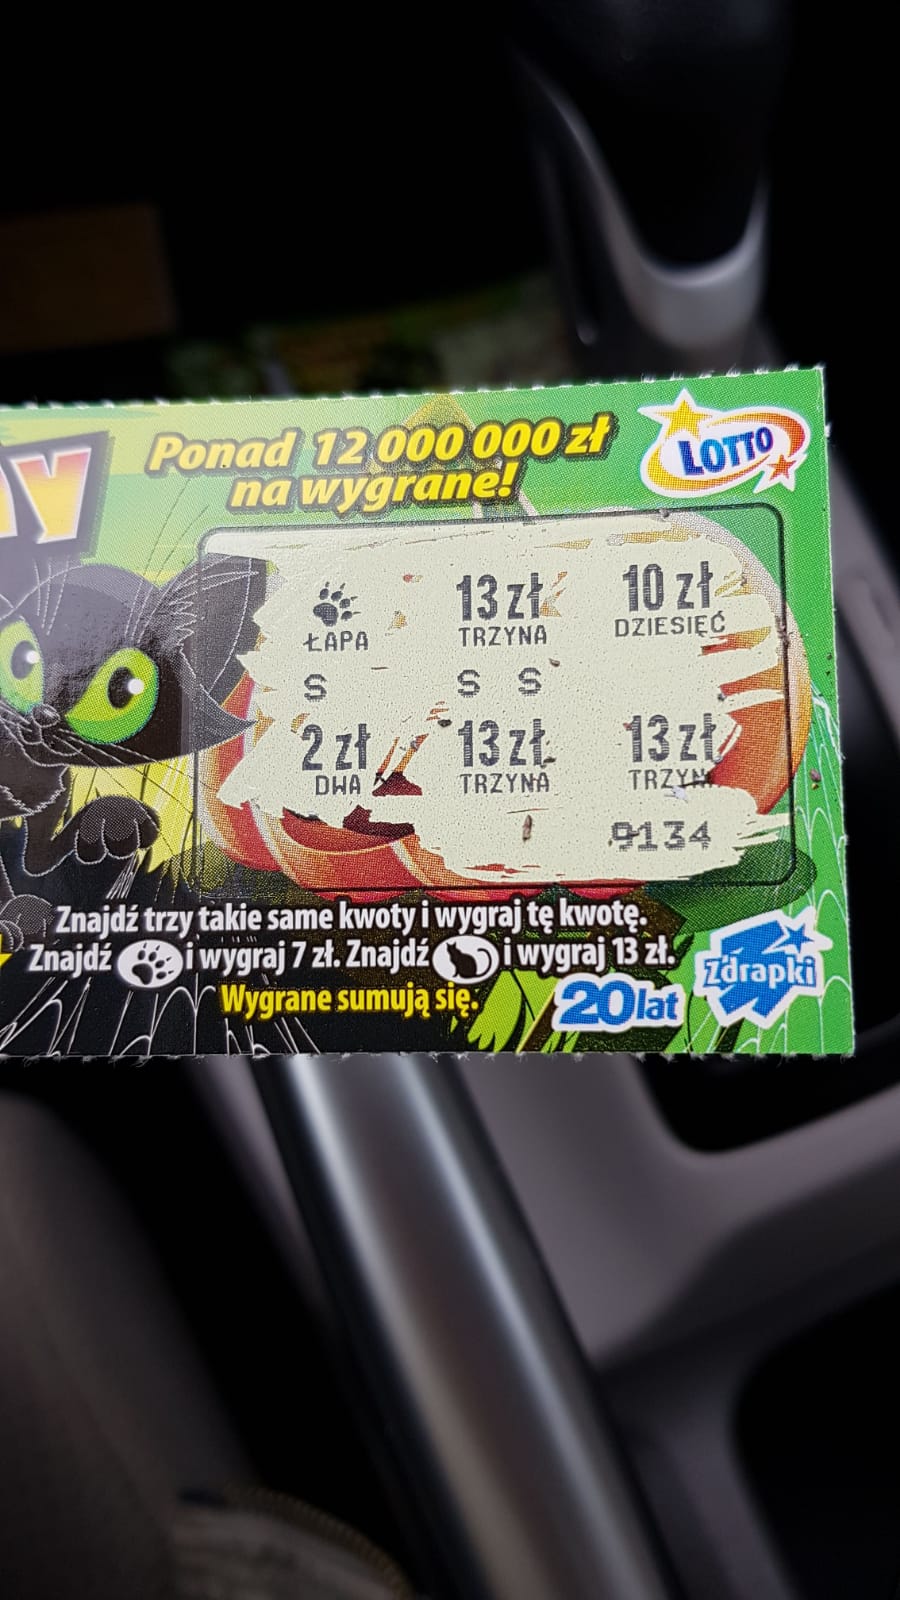 Ponad 12 000 000 zł
na wygrane!
LOTTO
13 zł 10 zł
ŁAPA TRZYNA DZIESIĘĆ
S S S
2 zł 13 zł 13 zł
DWA TRZYNA TRZYN
9134
Znajdź trzy takie same kwoty i wygraj tę kwotę.
Znajdź i wygraj 7 zł. Znajdź i wygraj 13 zł.
Wygrane sumują się.
20 lat
Zdrapki